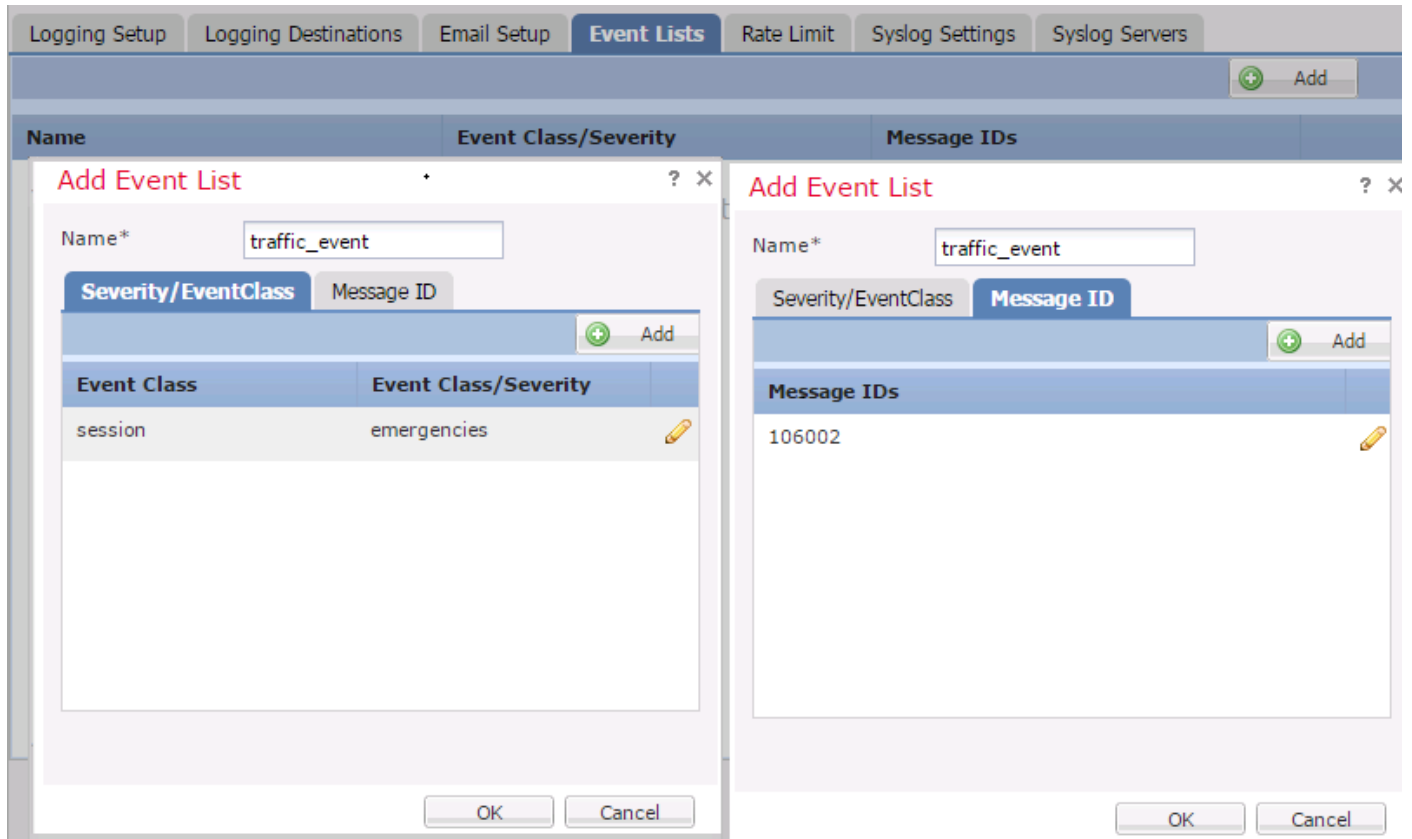 Logging Setup Logging Destinations Email Setup Event Lists Rate Limit Syslog Settings Syslog Servers
Add
Name Event Class/Severity Message IDs
Add Event List ? ×
Name* traffic_event
Severity/EventClass Message ID
Add
Event Class Event Class/Severity
session emergencies
OK Cancel
Add Event List ? ×
Name* traffic_event
Severity/EventClass Message ID
Add
Message IDs
106002
OK Cancel